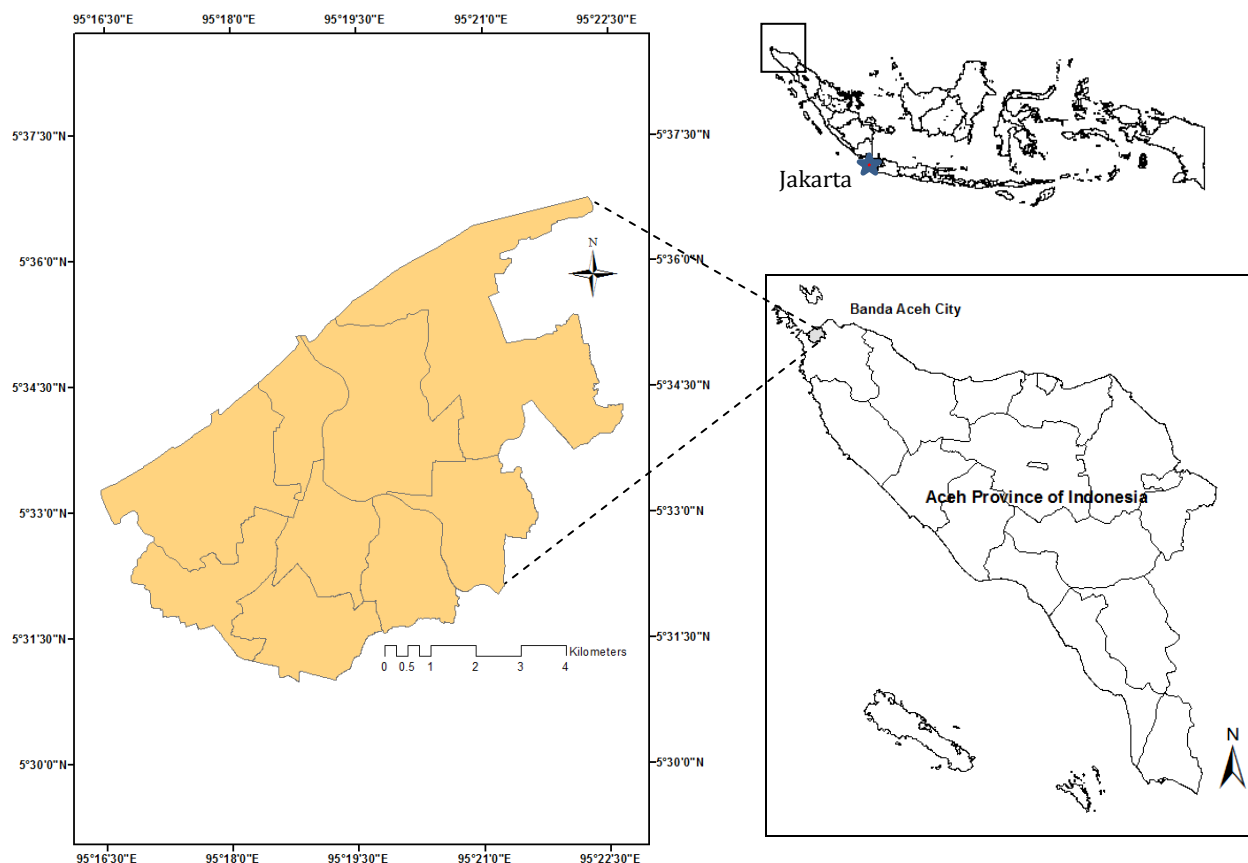 95°16'30"E 95°18'0"E 95°19'30"E 95°21'0"E 95°22'30"E
5°37'30"N 5°37'30"N
5°36'0"N 5°36'0"N
5°34'30"N 5°34'30"N
5°33'0"N 5°33'0"N
5°31'30"N 5°31'30"N
5°30'0"N 5°30'0"N
N
Kilometers
0 0.5 1 2 3 4
95°16'30"E 95°18'0"E 95°19'30"E 95°21'0"E 95°22'30"E
Jakarta
Banda Aceh City
Aceh Province of Indonesia
N